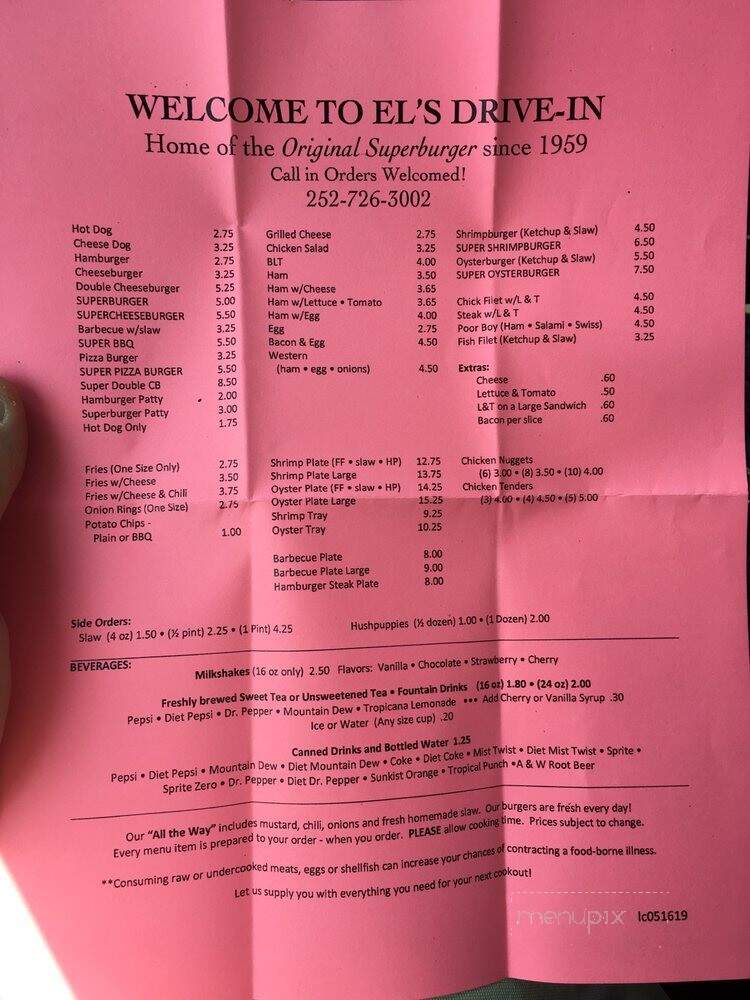 WELCOME TO EL'S DRIVE-IN
Home of the Original Superburger since 1959
Call in Orders Welcomed!
252-726-3002
Hot Dog 2.75
Cheese Dog 3.25
Hamburger 2.75
Cheeseburger 3.25
Double Cheeseburger 5.25
SUPERBURGER 5.00
SUPERCHEESEBURGER 5.50
Barbecue w/slaw 3.25
SUPER BBQ 5.50
Pizza Burger 3.25
SUPER PIZZA BURGER 5.50
Super Double CB 8.50
Hamburger Patty 2.00
Superburger Patty 3.00
Hot Dog Only 1.75
Grilled Cheese 2.75
Chicken Salad 3.25
BLT 4.00
Ham 3.50
Ham w/Cheese 3.65
Ham w/Lettuce • Tomato 3.65
Ham w/Egg 4.00
Egg 2.75
Bacon & Egg 4.50
Western
(ham • egg • onions) 4.50
Shrimpburger (Ketchup & Slaw) 4.50
SUPER SHRIMPBURGER 6.50
Oysterburger (Ketchup & Slaw) 5.50
SUPER OYSTERBURGER 7.50
Chick Filet w/L & T 4.50
Steak w/L & T 4.50
Poor Boy (Ham • Salami • Swiss) 4.50
Fish Filet (Ketchup & Slaw) 3.25
Extras:
Cheese .60
Lettuce & Tomato .50
L&T on a Large Sandwich .60
Bacon per slice .60
Fries (One Size Only) 2.75
Fries w/Cheese 3.50
Fries w/Cheese & Chili 3.75
Onion Rings (One Size) 2.75
Potato Chips -
Plain or BBQ 1.00
Shrimp Plate (FF • slaw • HP) 12.75
Shrimp Plate Large 13.75
Oyster Plate (FF • slaw • HP) 14.25
Oyster Plate Large 15.25
Shrimp Tray 9.25
Oyster Tray 10.25
Barbecue Plate 8.00
Barbecue Plate Large 9.00
Hamburger Steak Plate 8.00
Chicken Nuggets
(6) 3.00 • (8) 3.50 • (10) 4.00
Chicken Tenders
(3) 4.00 • (4) 4.50 • (5) 5.00
Side Orders:
Slaw (4 oz) 1.50 • (½ pint) 2.25 • (1 Pint) 4.25 Hushpuppies (½ dozen) 1.00 • (1 Dozen) 2.00
BEVERAGES:
Milkshakes (16 oz only) 2.50 Flavors: Vanilla • Chocolate • Strawberry • Cherry
Freshly brewed Sweet Tea or Unsweetened Tea • Fountain Drinks (16 oz) 1.80 • (24 oz) 2.00
Pepsi • Diet Pepsi • Dr. Pepper • Mountain Dew • Tropicana Lemonade ••• Add Cherry or Vanilla Syrup .30
Ice or Water (Any size cup) .20
Canned Drinks and Bottled Water 1.25
Pepsi • Diet Pepsi • Mountain Dew • Diet Mountain Dew • Coke • Diet Coke • Mist Twist • Diet Mist Twist • Sprite •
Sprite Zero • Dr. Pepper • Diet Dr. Pepper • Sunkist Orange • Tropical Punch •A & W Root Beer
Our "All the Way" includes mustard, chili, onions and fresh homemade slaw. Our burgers are fresh every day!
Every menu item is prepared to your order - when you order. PLEASE allow cooking time. Prices subject to change.
**Consuming raw or undercooked meats, eggs or shellfish can increase your chances of contracting a food-borne illness.
Let us supply you with everything you need for your next cookout!
menupix
lc051619